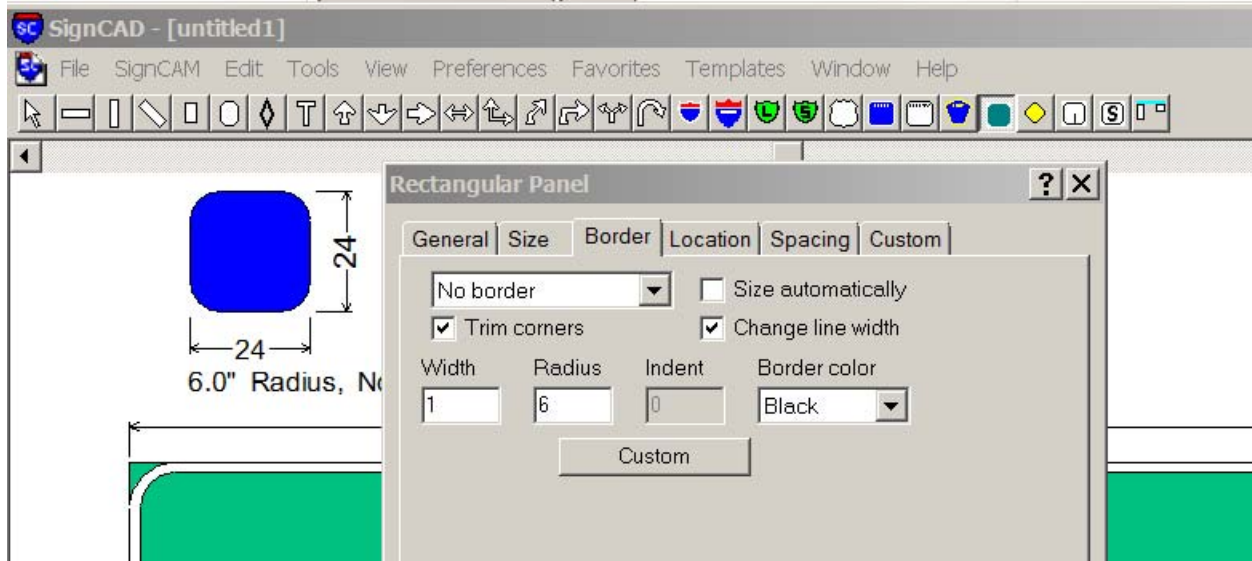 SC SignCAD - [untitled1]
SC File SignCAM Edit Tools View Preferences Favorites Templates Window Help
T L S S
Rectangular Panel ? X
General Size Border Location Spacing Custom
24
No border Size automatically
Trim corners Change line width
24
Width Radius Indent Border color
6.0" Radius,
1 6 0 Black
Custom